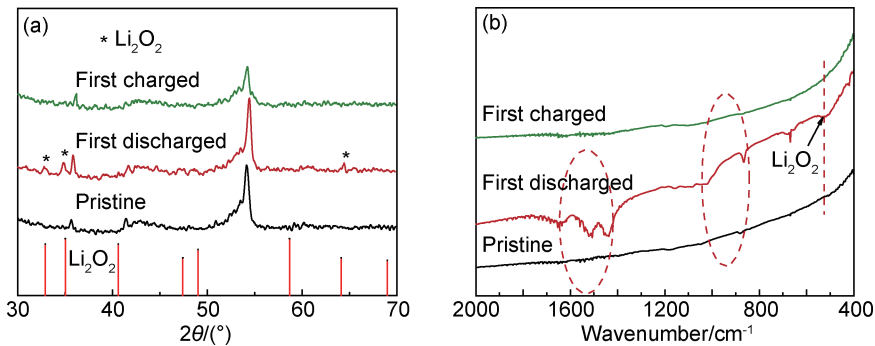 (a)
* Li₂O₂
First charged
First discharged
* * *
Pristine
Li₂O₂
30 40 50 60 70
2θ/(°)
(b)
First charged
Li₂O₂
First discharged
Pristine
2000 1600 1200 800 400
Wavenumber/cm⁻¹